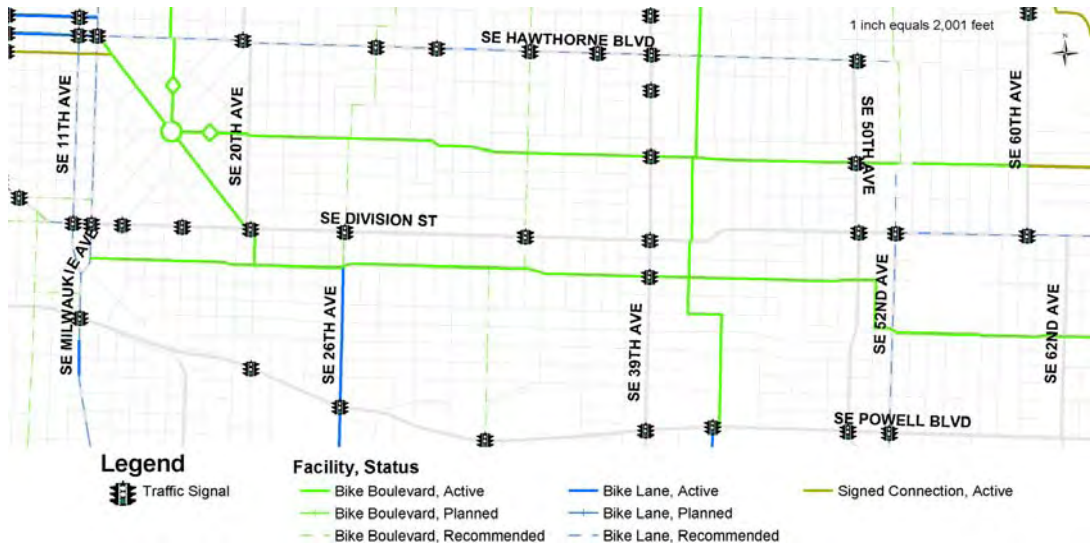 1 inch equals 2,001 feet
N
SE HAWTHORNE BLVD
SE 11TH AVE
SE 20TH AVE
SE 50TH AVE
SE 60TH AVE
SE DIVISION ST
SE MILWAUKIE AVE
SE 26TH AVE
SE 39TH AVE
SE 52ND AVE
SE 62ND AVE
SE POWELL BLVD
Legend
Traffic Signal
Facility, Status
Bike Boulevard, Active
Bike Boulevard, Planned
Bike Boulevard, Recommended
Bike Lane, Active
Bike Lane, Planned
Bike Lane, Recommended
Signed Connection, Active